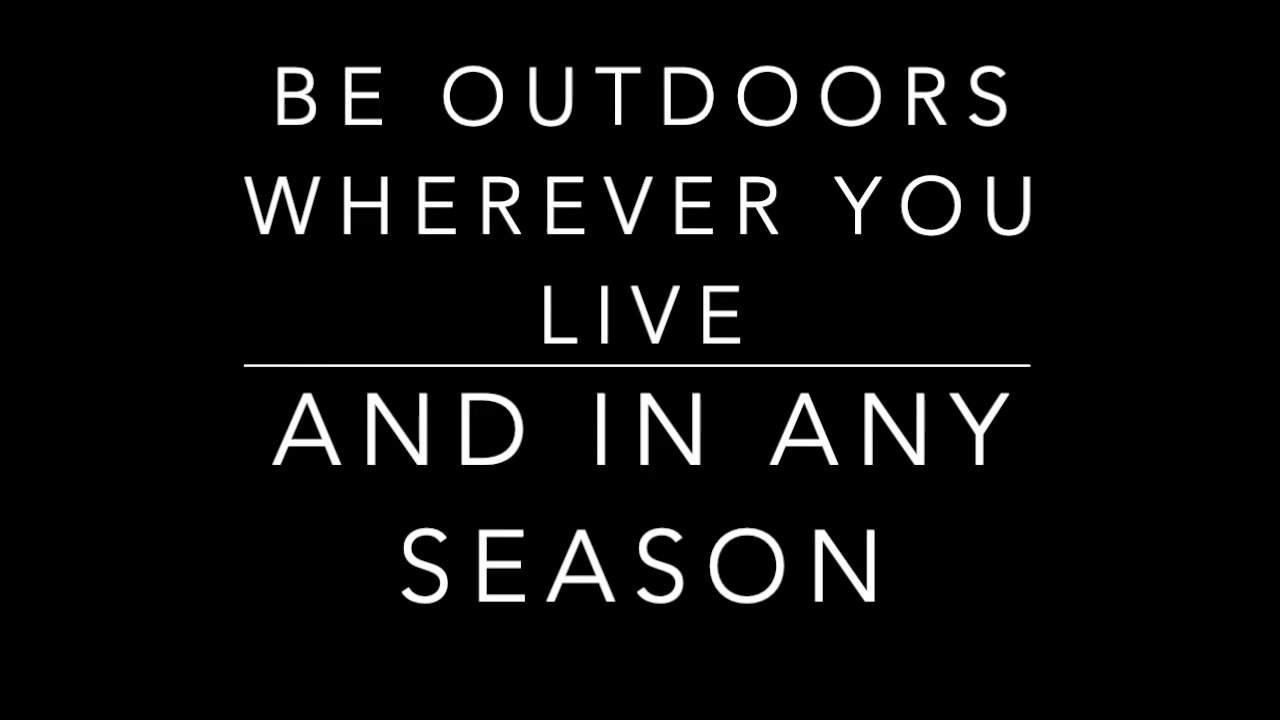 BE OUTDOORS
WHEREVER YOU
LIVE
AND IN ANY
SEASON